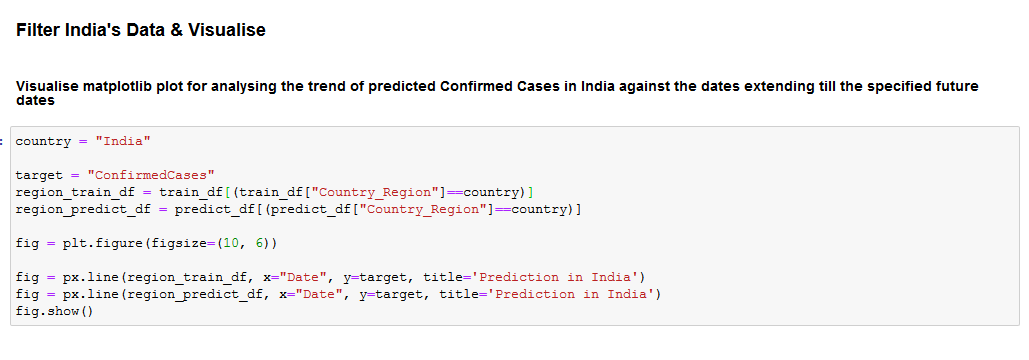 Filter India's Data & Visualise
Visualise matplotlib plot for analysing the trend of predicted Confirmed Cases in India against the dates extending till the specified future
dates
: country = "India"
target = "ConfirmedCases"
region_train_df = train_df[(train_df["Country_Region"]==country)]
region_predict_df = predict_df[(predict_df["Country_Region"]==country)]
fig = plt.figure(figsize=(10, 6))
fig = px.line(region_train_df, x="Date", y=target, title='Prediction in India')
fig = px.line(region_predict_df, x="Date", y=target, title='Prediction in India')
fig.show()